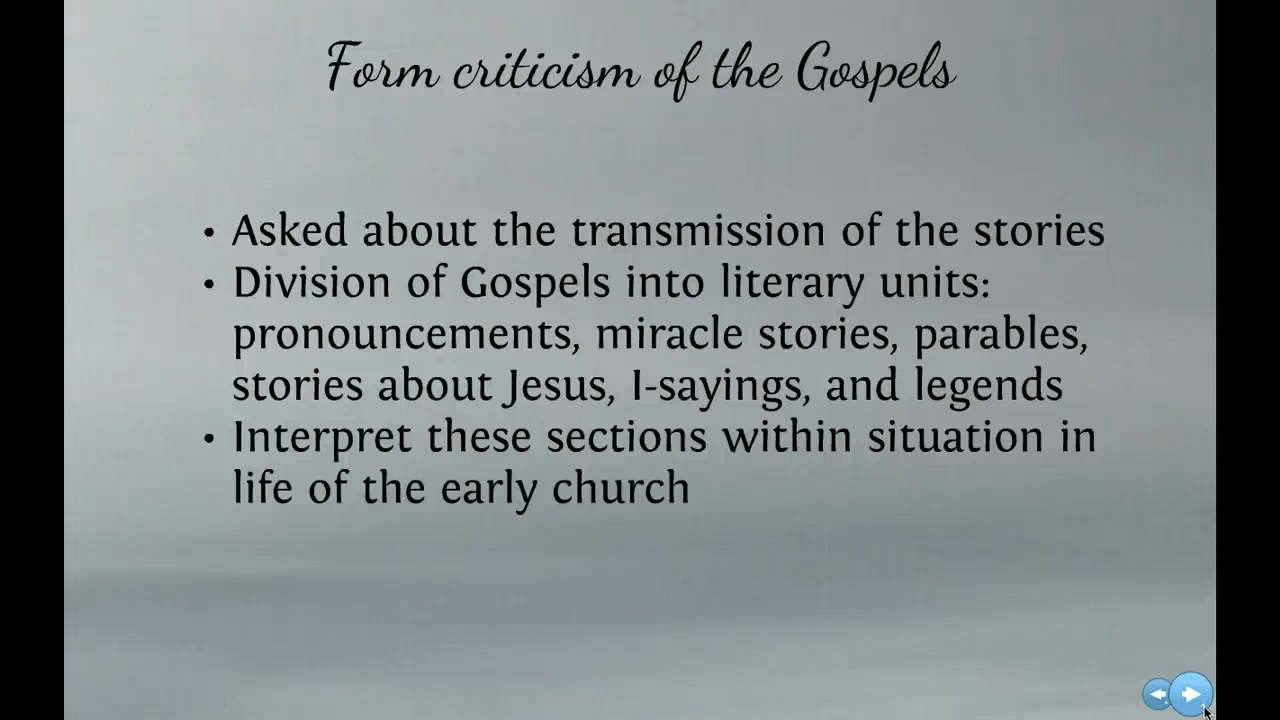 Form criticism of the Gospels
• Asked about the transmission of the stories
• Division of Gospels into literary units:
pronouncements, miracle stories, parables,
stories about Jesus, I-sayings, and legends
• Interpret these sections within situation in
life of the early church